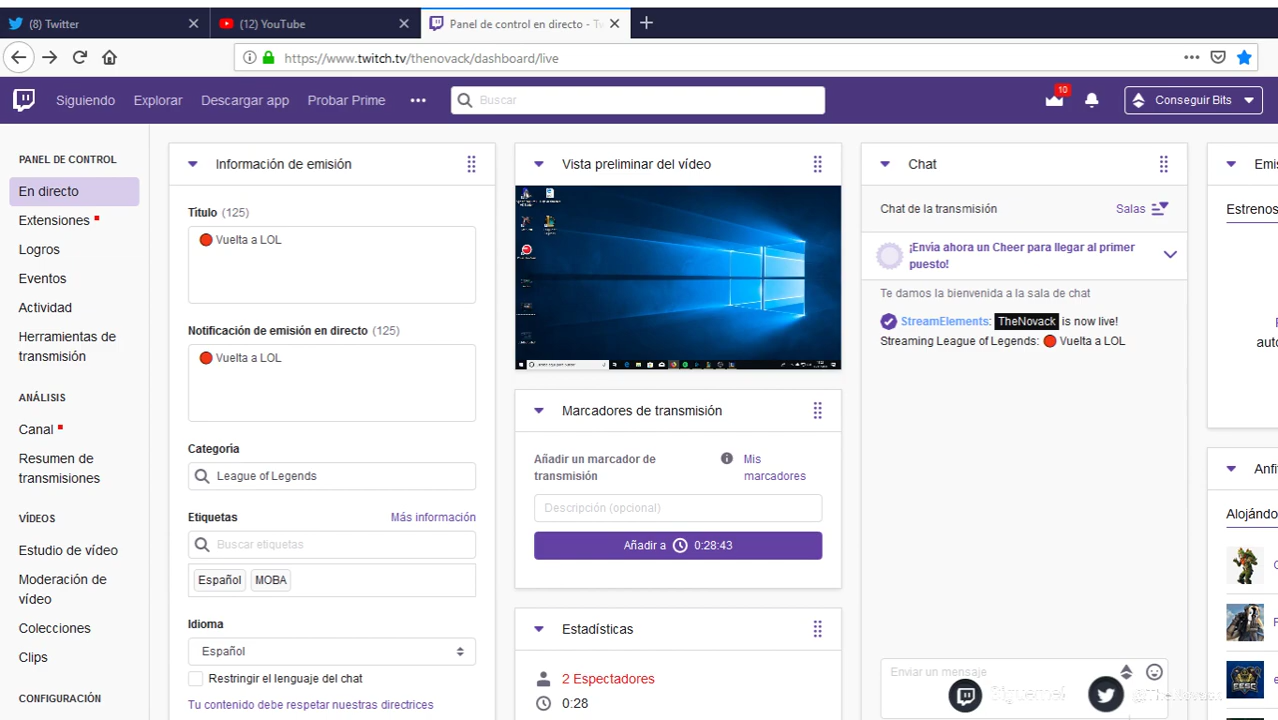 (8) Twitter
(12) YouTube
Panel de control en directo - Tw
https://www.twitch.tv/thenovack/dashboard/live
Siguiendo
Explorar
Descargar app
Probar Prime
Buscar
10
Conseguir Bits
PANEL DE CONTROL
En directo
Extensiones
Logros
Eventos
Actividad
Herramientas de
transmisión
ANÁLISIS
Canal
Resumen de
transmisiones
VÍDEOS
Estudio de vídeo
Moderación de
vídeo
Colecciones
Clips
CONFIGURACIÓN
Información de emisión
Título (125)
Vuelta a LOL
Notificación de emisión en directo (125)
Vuelta a LOL
Categoría
League of Legends
Etiquetas
Más información
Buscar etiquetas
Español
MOBA
Idioma
Español
Restringir el lenguaje del chat
Tu contenido debe respetar nuestras directrices
Vista preliminar del vídeo
Marcadores de transmisión
Añadir un marcador de
transmisión
Mis
marcadores
Descripción (opcional)
Añadir a 0:28:43
Estadísticas
2 Espectadores
0:28
Chat
Chat de la transmisión
Salas
¡Envía ahora un Cheer para llegar al primer
puesto!
Te damos la bienvenida a la sala de chat
StreamElements: TheNovack is now live!
Streaming League of Legends: Vuelta a LOL
Enviar un mensaje
Sígueme!
Emis
Estrenos
auto
Anfi
Alojándo
EESC